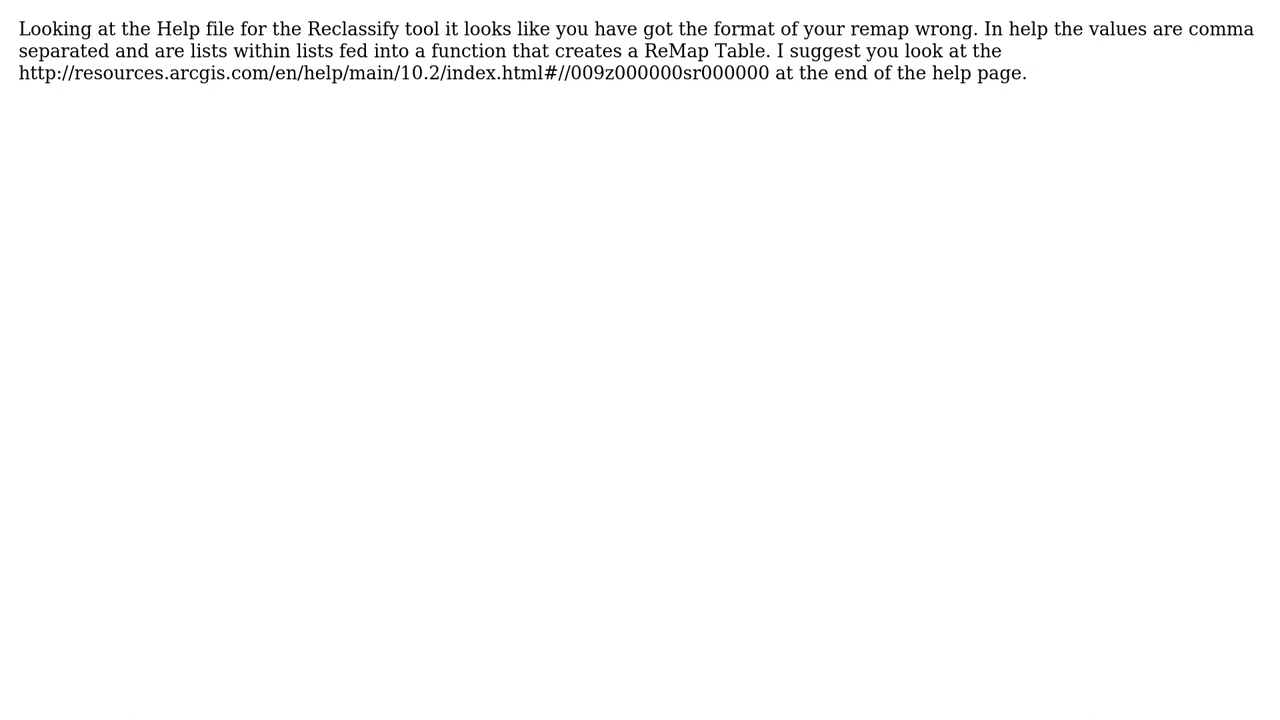 Looking at the Help file for the Reclassify tool it looks like you have got the format of your remap wrong. In help the values are comma
separated and are lists within lists fed into a function that creates a ReMap Table. I suggest you look at the
http://resources.arcgis.com/en/help/main/10.2/index.html#//009z000000sr000000 at the end of the help page.